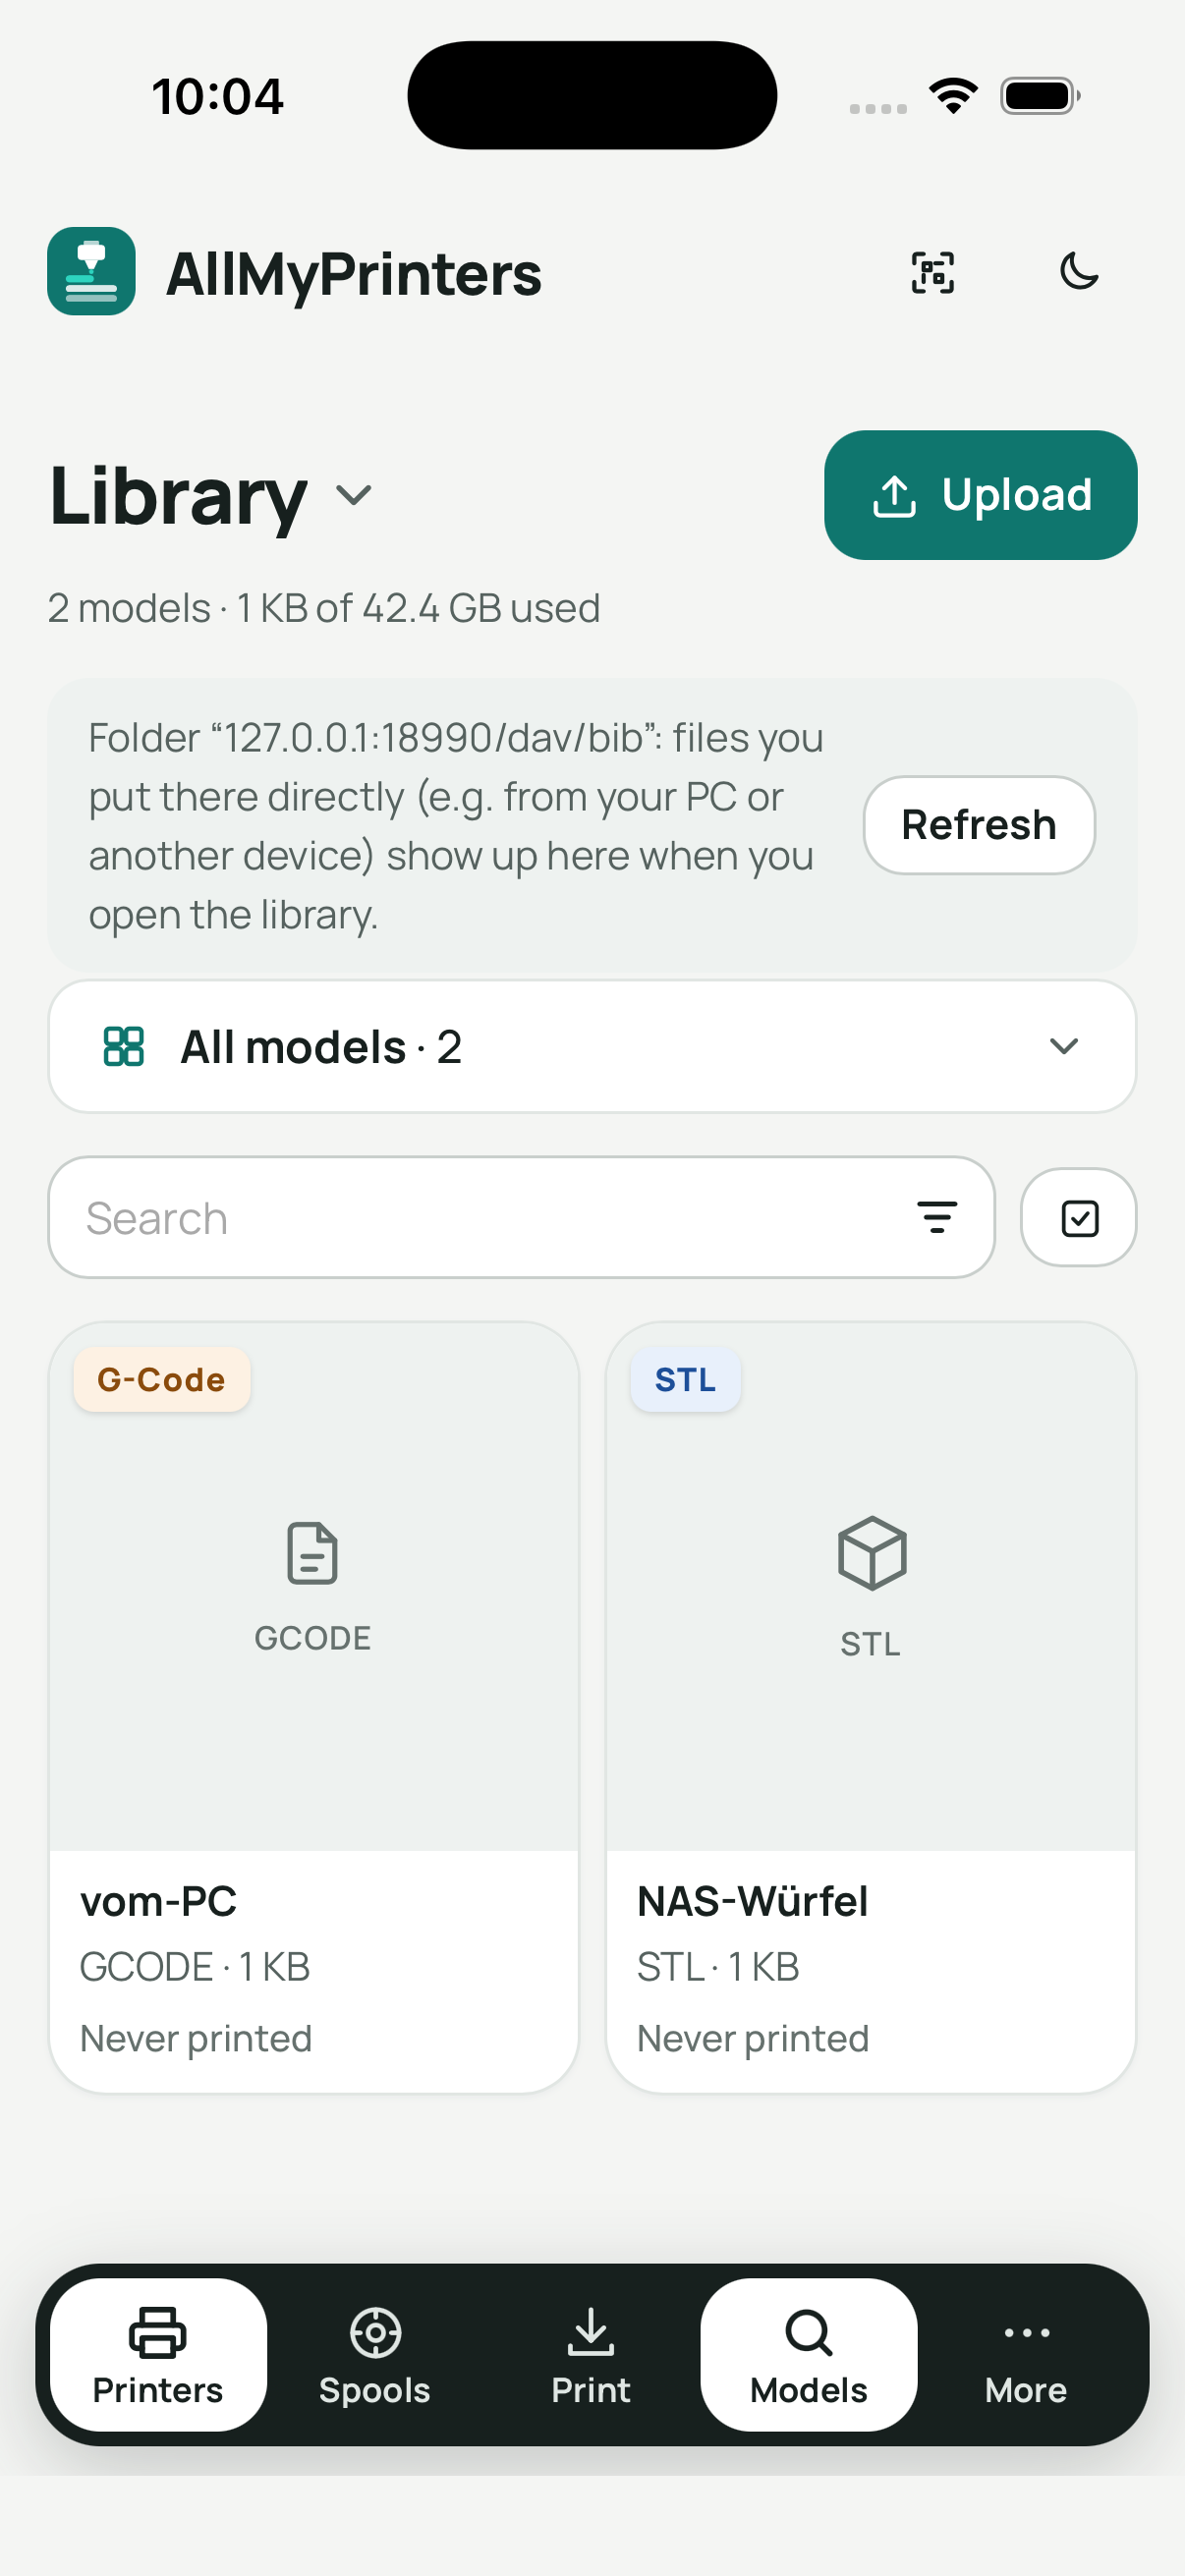 10:04
AllMyPrinters
Library
Upload
2 models · 1 KB of 42.4 GB used
Folder “127.0.0.1:18990/dav/bib”: files you
put there directly (e.g. from your PC or
another device) show up here when you
open the library.
Refresh
All models · 2
Search
G-Code
GCODE
vom-PC
GCODE · 1 KB
Never printed
STL
STL
NAS-Würfel
STL · 1 KB
Never printed
Printers
Spools
Print
Models
More